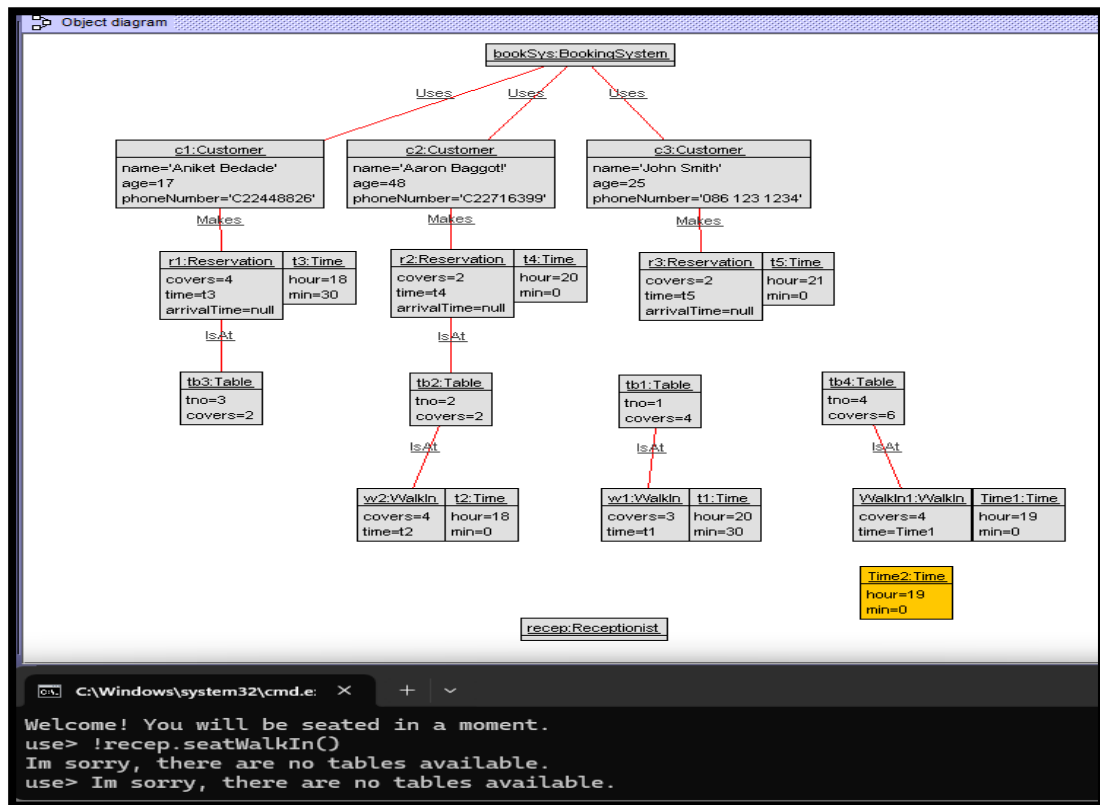 Object diagram
bookSys:BookingSystem
Uses
Uses
Uses
c1:Customer
name='Aniket Bedade'
age=17
phoneNumber='C22448826'
c2:Customer
name='Aaron Baggot!'
age=48
phoneNumber='C22716399'
c3:Customer
name='John Smith'
age=25
phoneNumber='086 123 1234'
Makes
Makes
Makes
r1:Reservation
covers=4
time=t3
arrivalTime=null
t3:Time
hour=18
min=30
r2:Reservation
covers=2
time=t4
arrivalTime=null
t4:Time
hour=20
min=0
r3:Reservation
covers=2
time=t5
arrivalTime=null
t5:Time
hour=21
min=0
IsAt
IsAt
tb3:Table
tno=3
covers=2
tb2:Table
tno=2
covers=2
tb1:Table
tno=1
covers=4
tb4:Table
tno=4
covers=6
IsAt
IsAt
IsAt
w2:WalkIn
covers=4
time=t2
t2:Time
hour=18
min=0
w1:WalkIn
covers=3
time=t1
t1:Time
hour=20
min=30
WalkIn1:WalkIn
covers=4
time=Time1
Time1:Time
hour=19
min=0
Time2:Time
hour=19
min=0
recep:Receptionist
C:\Windows\system32\cmd.e:
Welcome! You will be seated in a moment.
use> !recep.seatWalkIn()
Im sorry, there are no tables available.
use> Im sorry, there are no tables available.